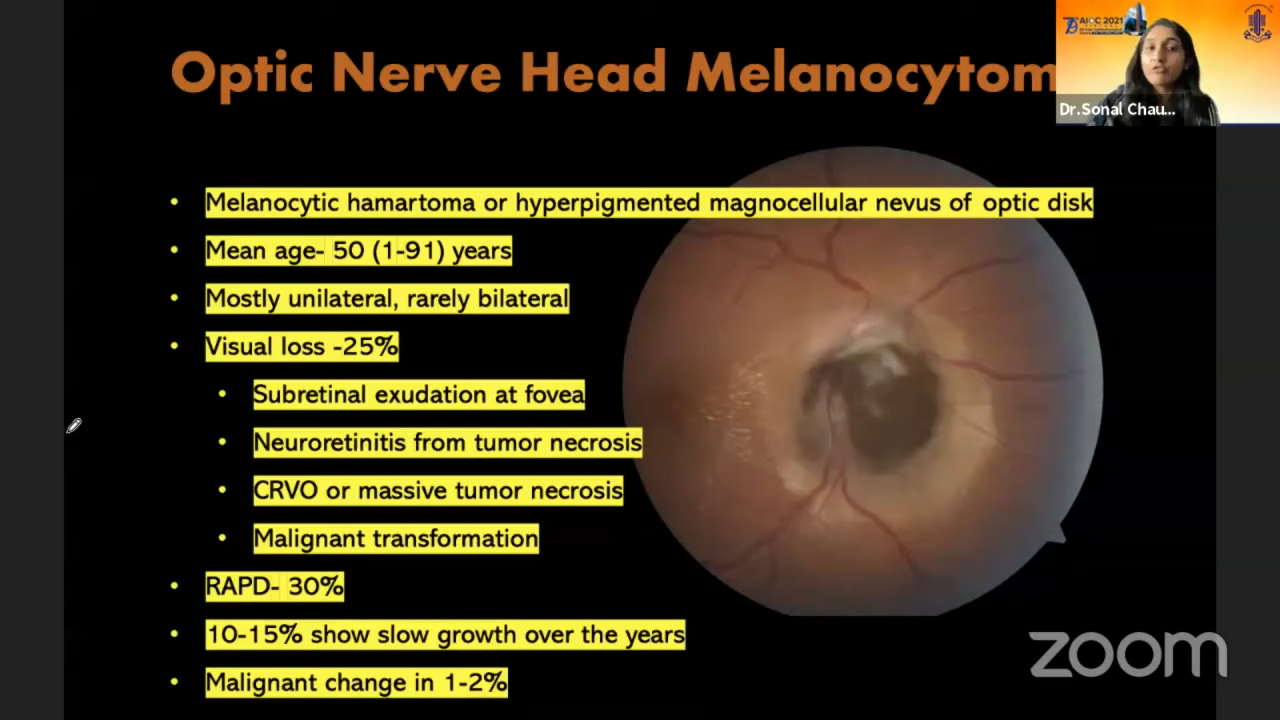 AIOC 2021
Optic Nerve Head Melanocytom
Dr.Sonal Chau...
• Melanocytic hamartoma or hyperpigmented magnocellular nevus of optic disk
• Mean age- 50 (1-91) years
• Mostly unilateral, rarely bilateral
• Visual loss -25%
• Subretinal exudation at fovea
• Neuroretinitis from tumor necrosis
• CRVO or massive tumor necrosis
• Malignant transformation
• RAPD- 30%
• 10-15% show slow growth over the years
• Malignant change in 1-2%
zoom